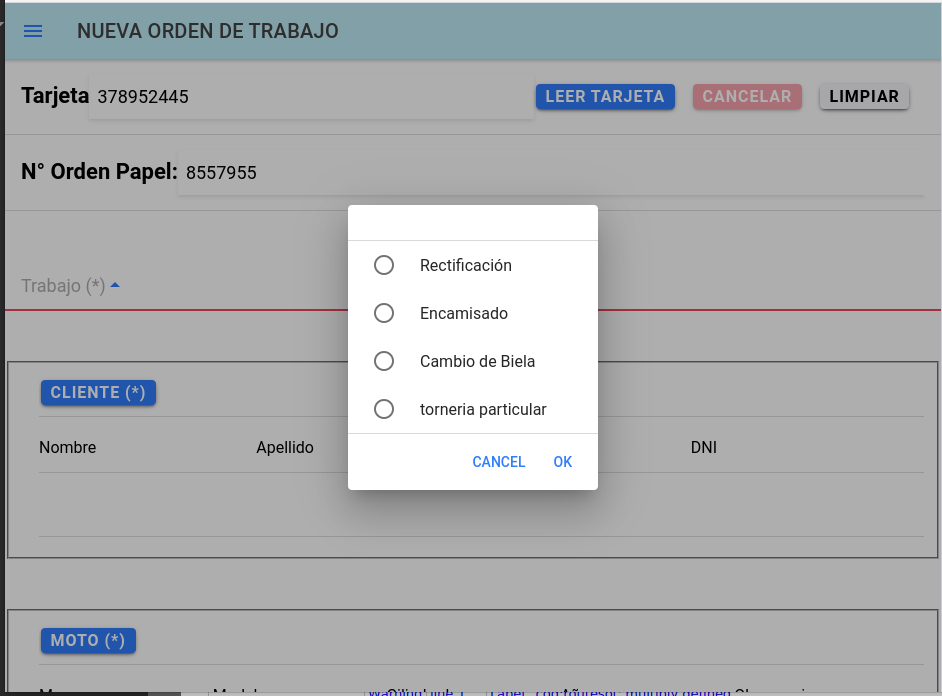 NUEVA ORDEN DE TRABAJO
Tarjeta 378952445 LEER TARJETA CANCELAR LIMPIAR
N° Orden Papel: 8557955
Trabajo (*)
Rectificación
Encamisado
Cambio de Biela
torneria particular
CANCEL OK
CLIENTE (*)
Nombre Apellido DNI
MOTO (*)